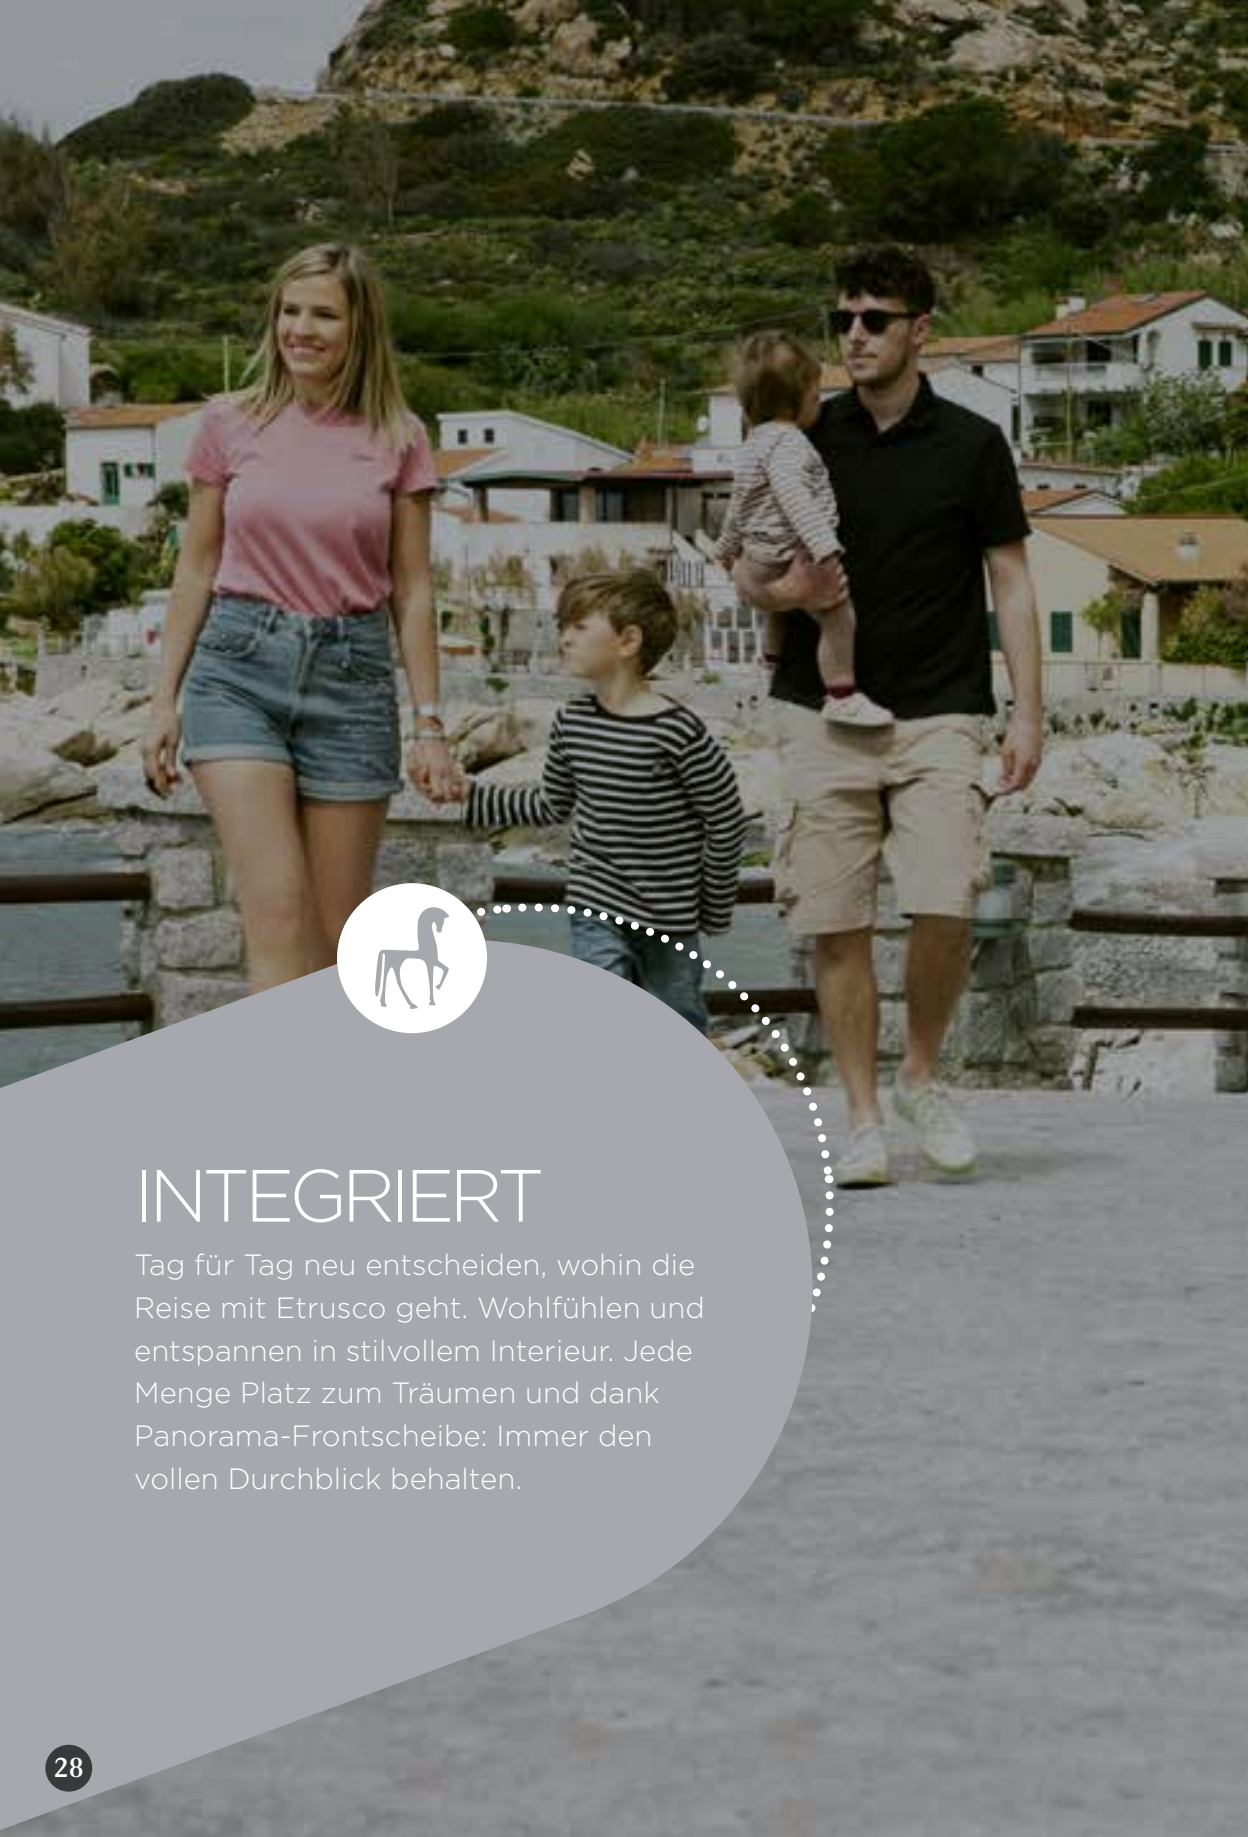 INTEGRIERT
Tag für Tag neu entscheiden, wohin die
Reise mit Etrusco geht. Wohlfühlen und
entspannen in stilvollem Interieur. Jede
Menge Platz zum Träumen und dank
Panorama-Frontscheibe: Immer den
vollen Durchblick behalten.
28